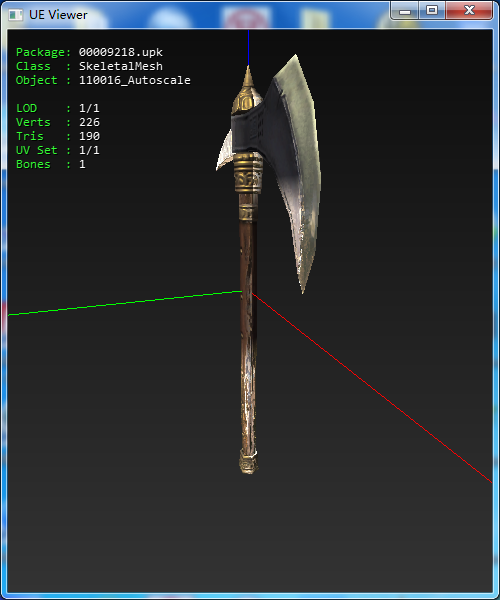 UE Viewer
Package: 00009218.upk
Class : SkeletalMesh
Object : 110016_Autoscale
LOD : 1/1
Verts : 226
Tris : 190
UV Set : 1/1
Bones : 1